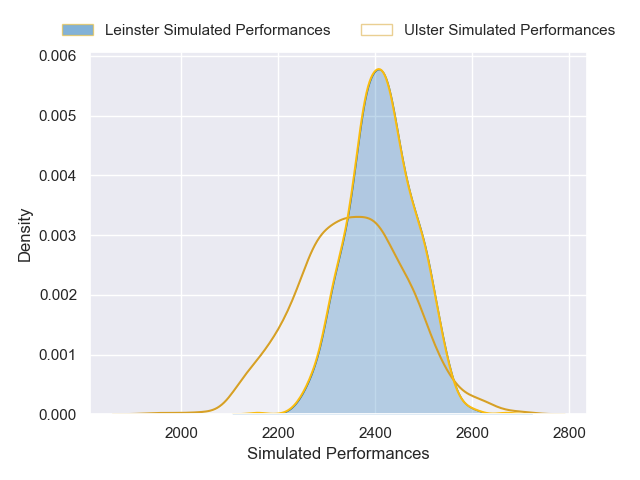 Leinster Simulated Performances Ulster Simulated Performances
0.006
0.005
0.004
0.003
0.002
0.001
0.000
Density
2000 2200 2400 2600 2800
Simulated Performances